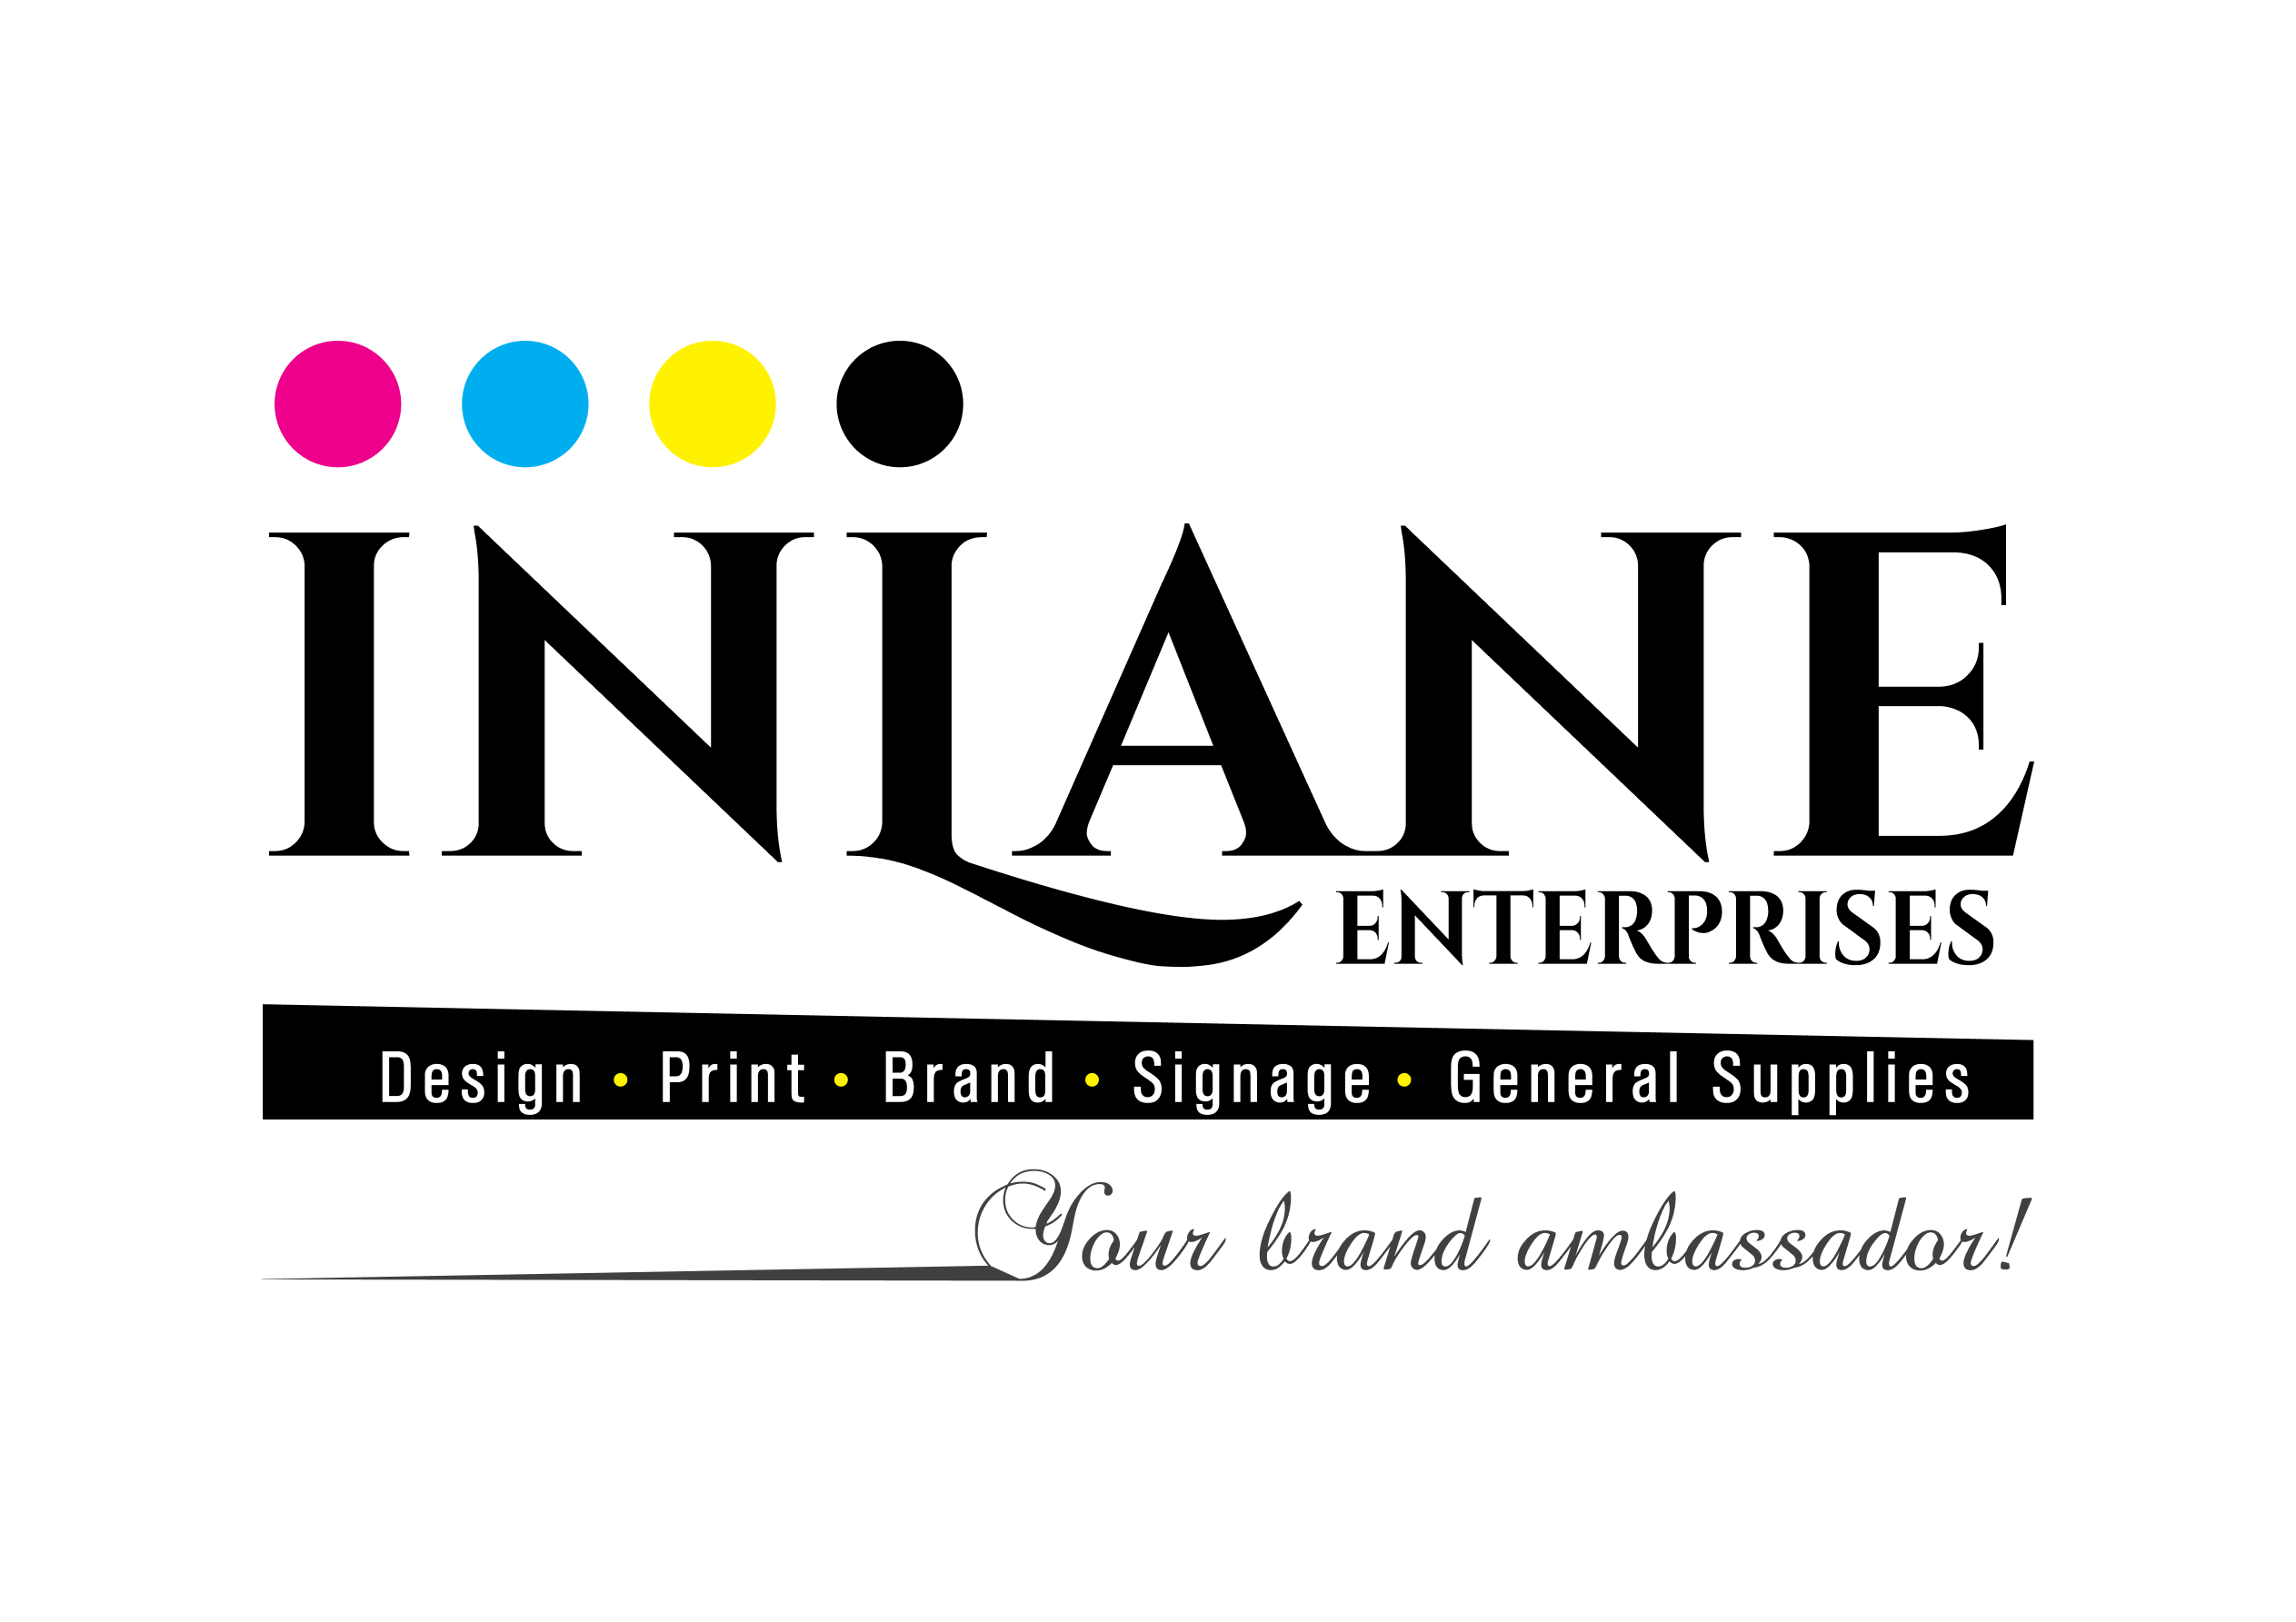 INLANE
ENTERPRISES
Design • Print • Brand • Signage • General Supplies
Your brand ambassador!